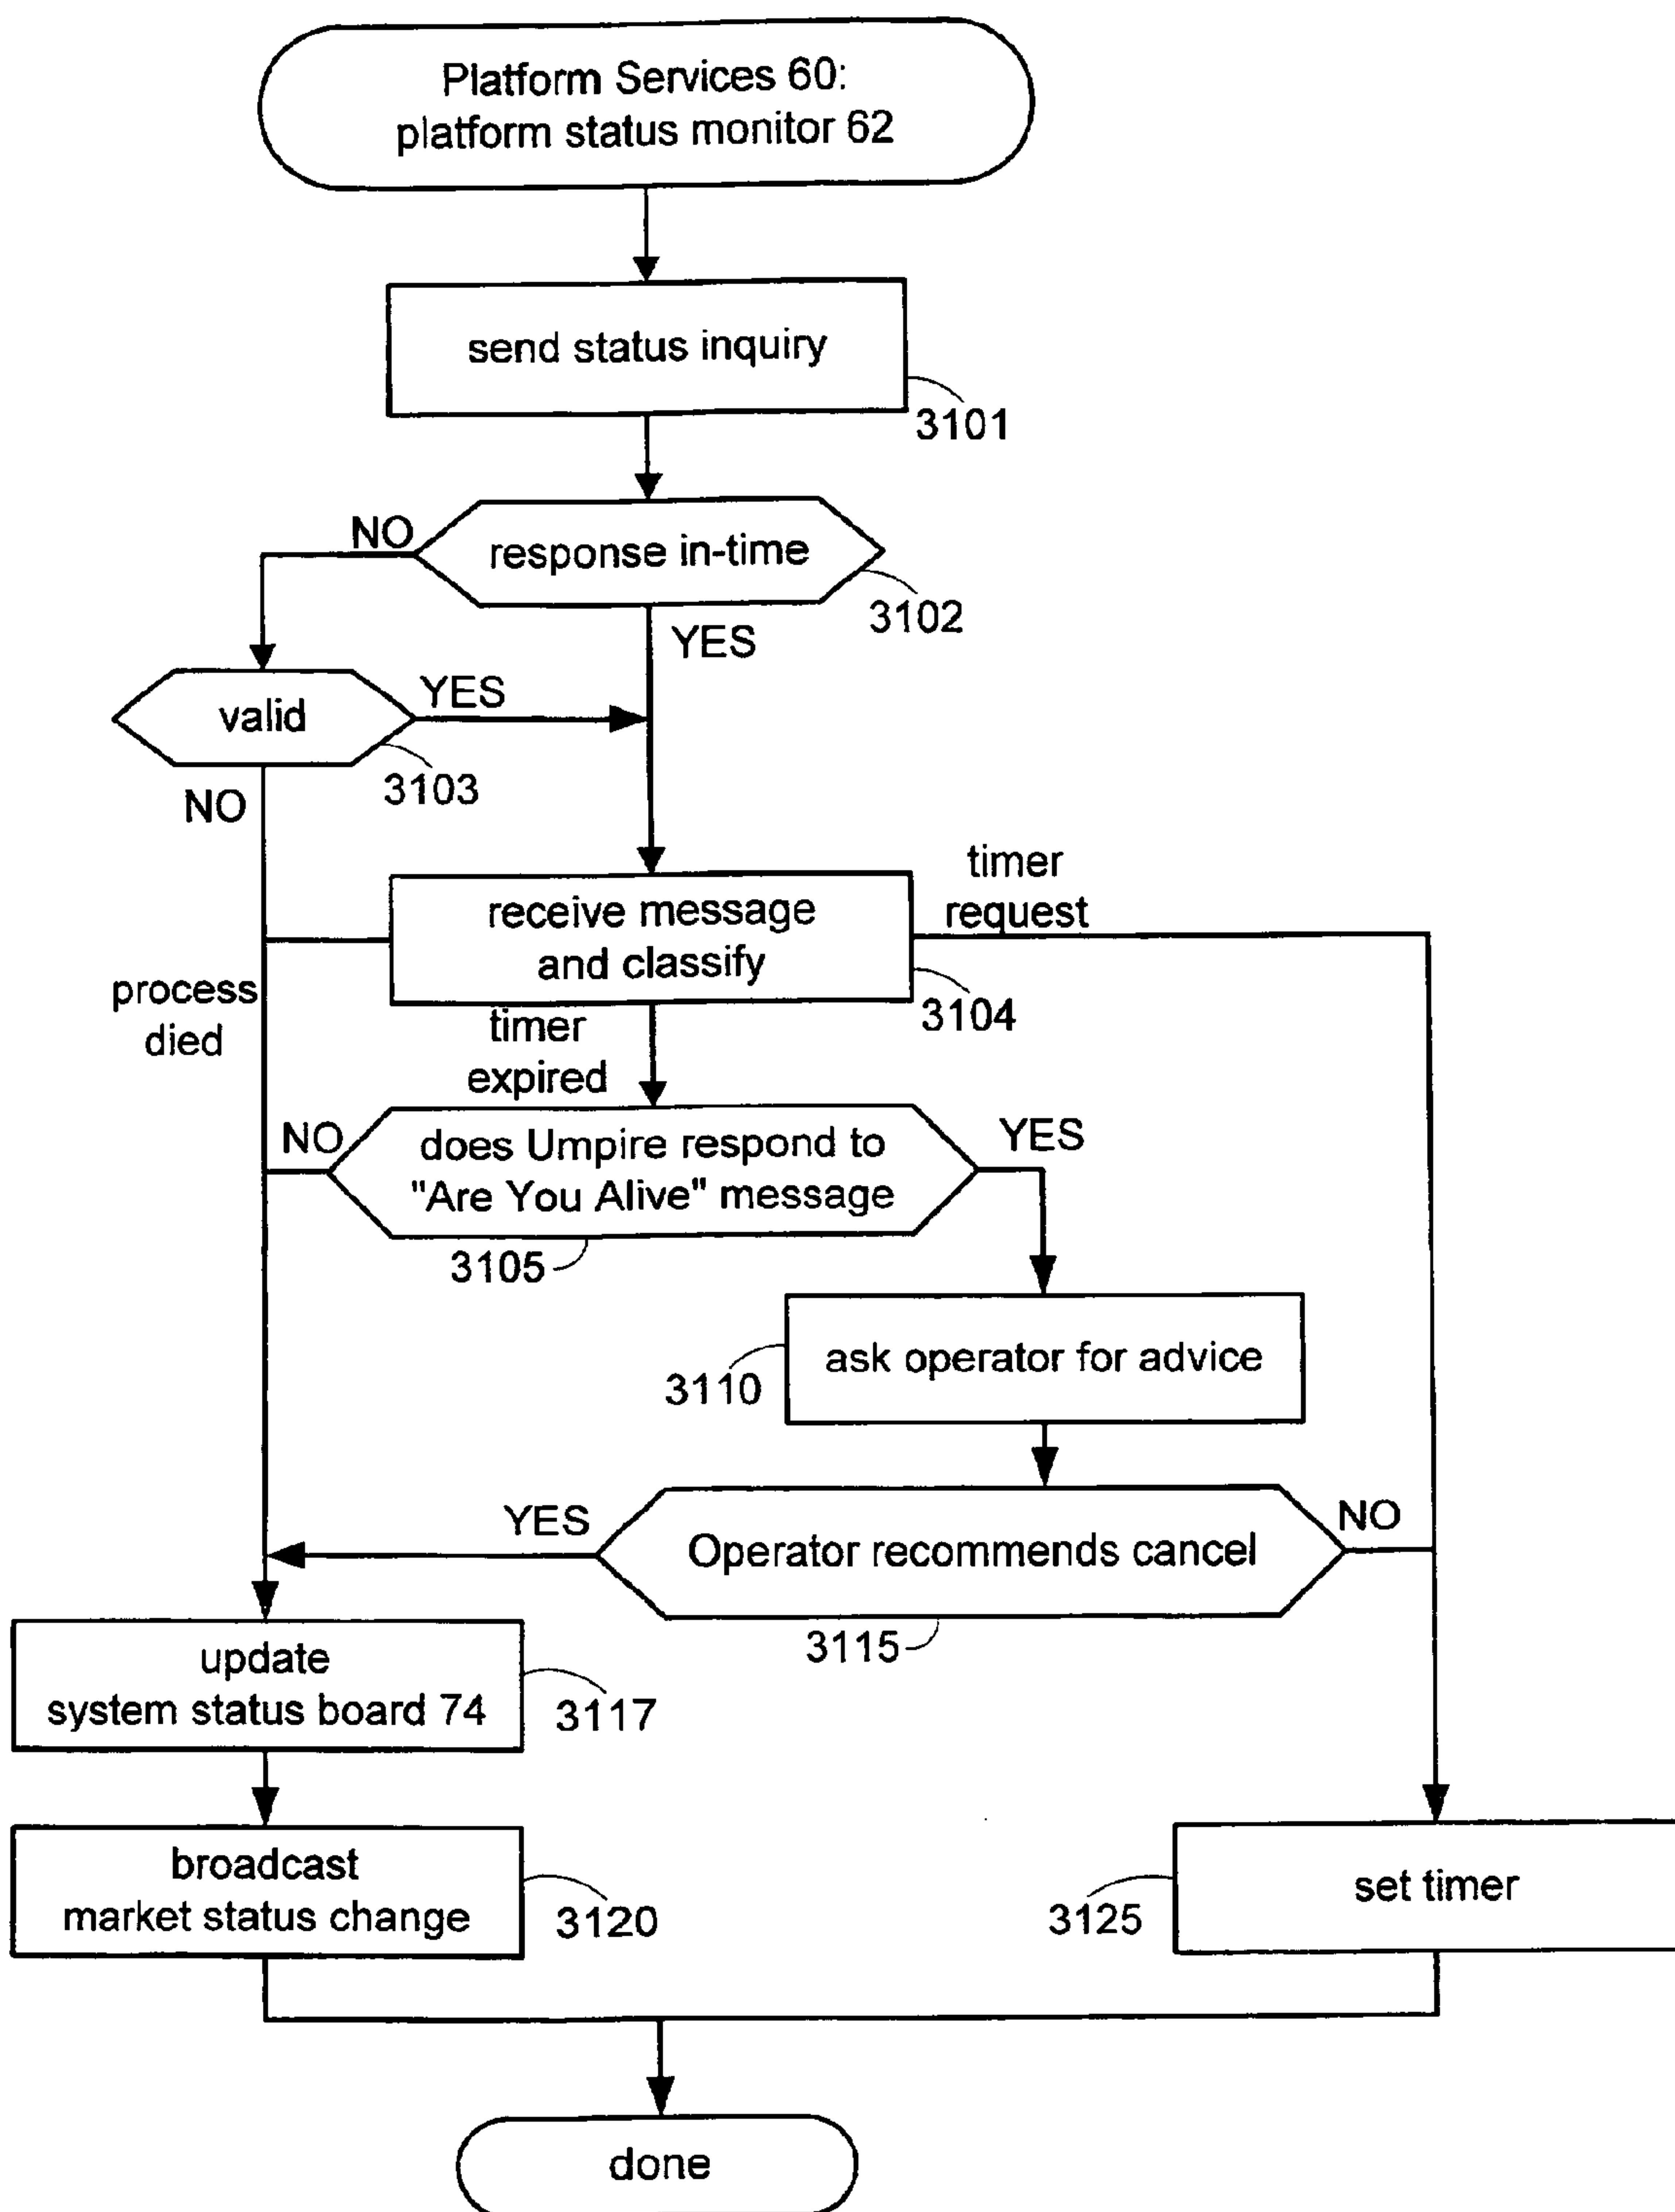 Platform Services 60:
platform status monitor 62
send status inquiry
3101
NO
response in-time
3102
YES
valid
YES
3103
NO
timer
request
receive message
and classify
3104
process
died
timer
expired
NO
does Umpire respond to
"Are You Alive" message
YES
3105
ask operator for advice
3110
YES
Operator recommends cancel
NO
3115
update
system status board 74
3117
broadcast
market status change
3120
set timer
3125
done